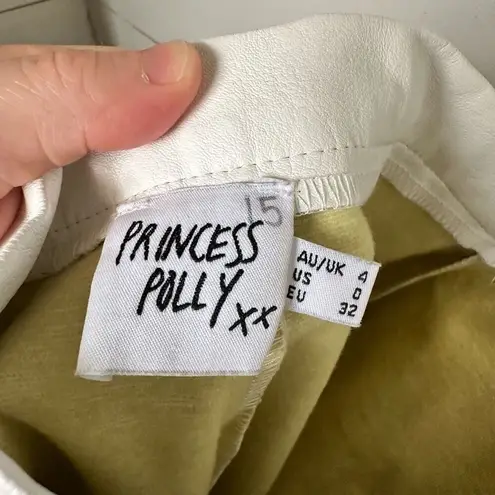 15
PRINCESS
POLLY xx
AU/UK 4
US 0
EU 32